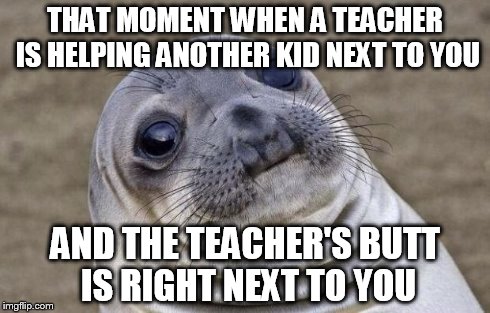 THAT MOMENT WHEN A TEACHER
IS HELPING ANOTHER KID NEXT TO YOU
AND THE TEACHER'S BUTT
IS RIGHT NEXT TO YOU
imgflip.com